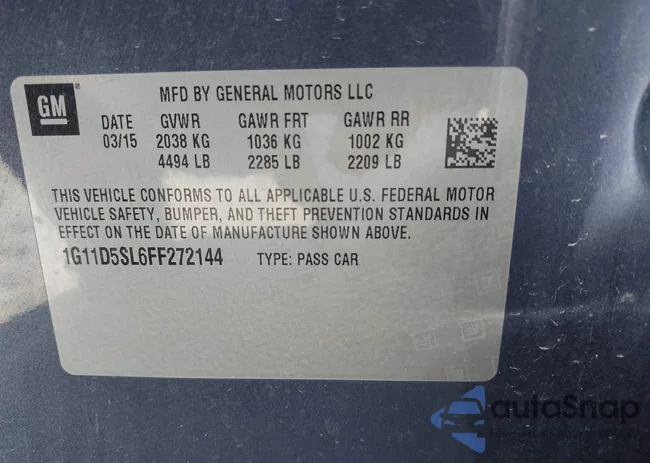 GM
MFD BY GENERAL MOTORS LLC
DATE GVWR GAWR FRT GAWR RR
03/15 2038 KG 1036 KG 1002 KG
4494 LB 2285 LB 2209 LB
THIS VEHICLE CONFORMS TO ALL APPLICABLE U.S. FEDERAL MOTOR
VEHICLE SAFETY, BUMPER, AND THEFT PREVENTION STANDARDS IN
EFFECT ON THE DATE OF MANUFACTURE SHOWN ABOVE.
1G11D5SL6FF272144 TYPE: PASS CAR
autoSnap